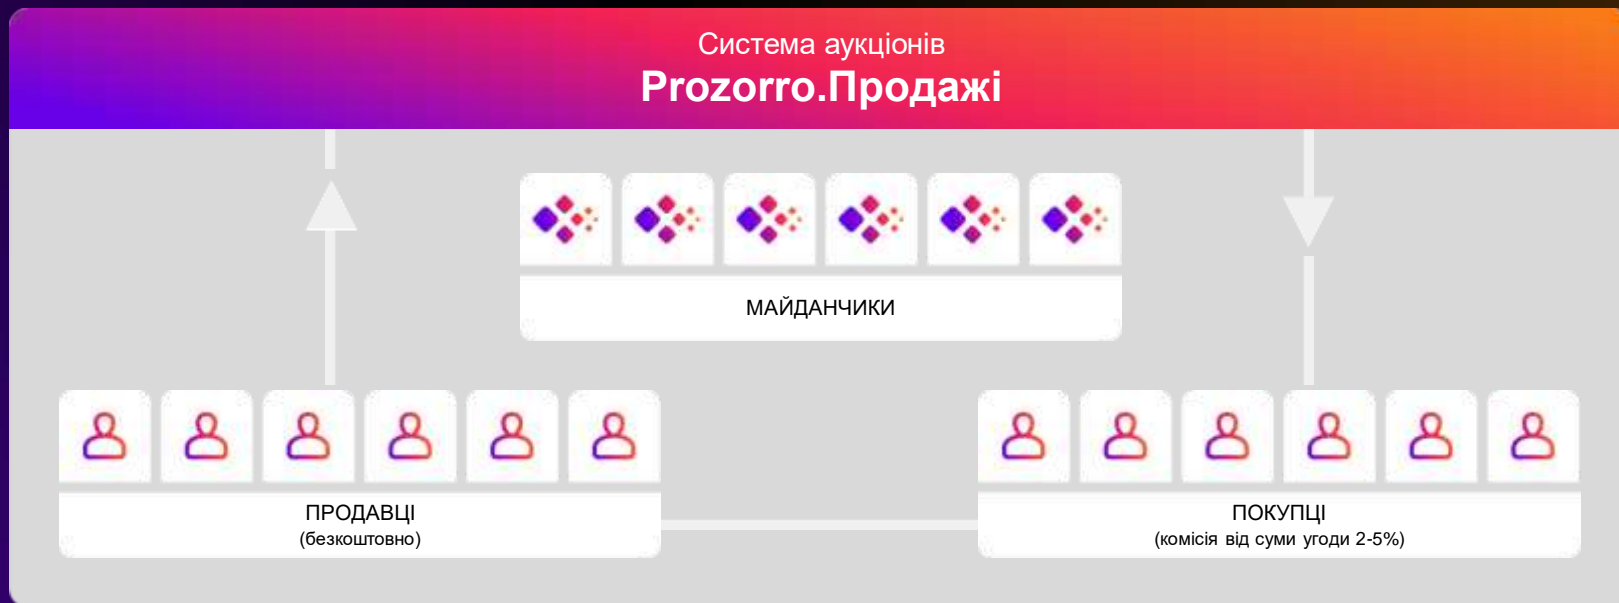 Система аукціонів
Prozorro.Продажі
МАЙДАНЧИКИ
ПРОДАВЦІ
(безкоштовно)
ПОКУПЦІ
(комісія від суми угоди 2-5%)